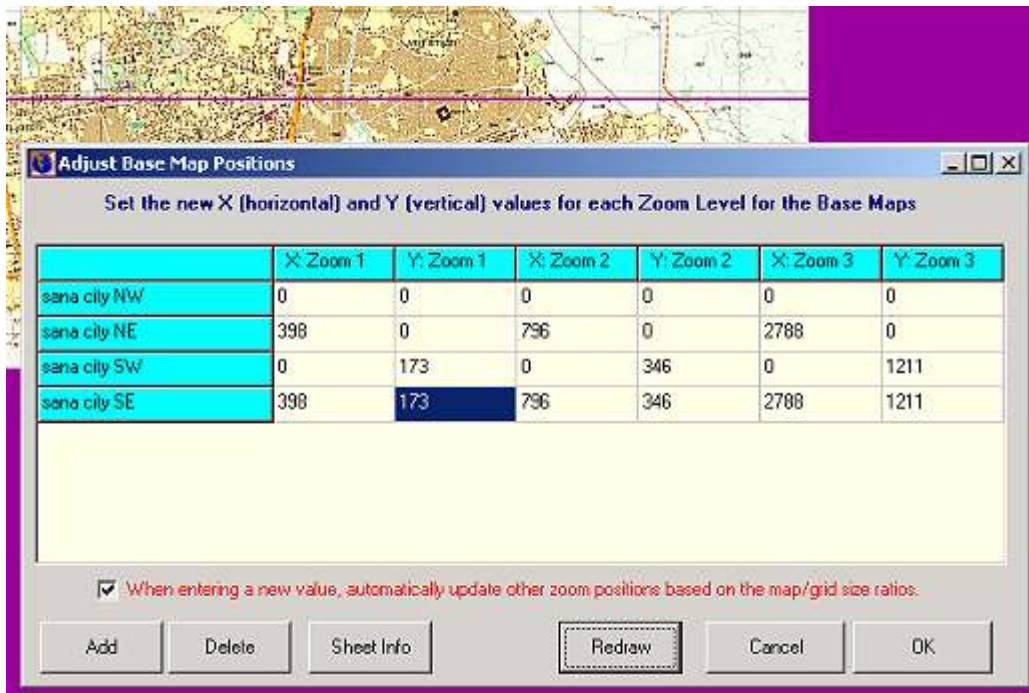 Adjust Base Map Positions
Set the new X (horizontal) and Y (vertical) values for each Zoom Level for the Base Maps
X: Zoom 1 Y: Zoom 1 X: Zoom 2 Y: Zoom 2 X: Zoom 3 Y: Zoom 3
sana city NW 0 0 0 0 0 0
sana city NE 398 0 796 0 2788 0
sana city SW 0 173 0 346 0 1211
sana city SE 398 173 796 346 2788 1211
When entering a new value, automatically update other zoom positions based on the map/grid size ratios.
Add Delete Sheet Info Redraw Cancel OK